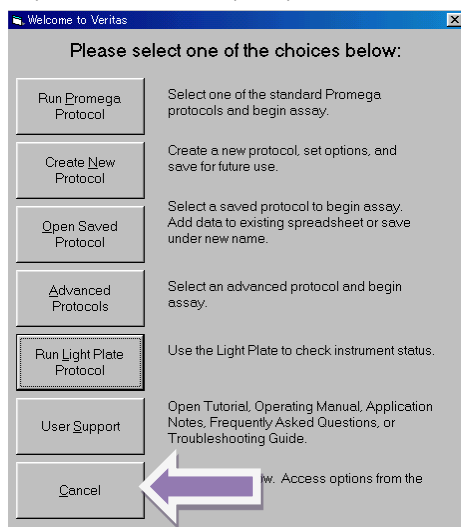 Welcome to Veritas
Please select one of the choices below:
Run Promega
Protocol
Select one of the standard Promega
protocols and begin assay.
Create New
Protocol
Create a new protocol, set options, and
save for future use.
Open Saved
Protocol
Select a saved protocol to begin assay.
Add data to existing spreadsheet or save
under new name.
Advanced
Protocols
Select an advanced protocol and begin
assay.
Run Light Plate
Protocol
Use the Light Plate to check instrument status.
User Support
Open Tutorial, Operating Manual, Application
Notes, Frequently Asked Questions, or
Troubleshooting Guide.
Cancel
Access options from the